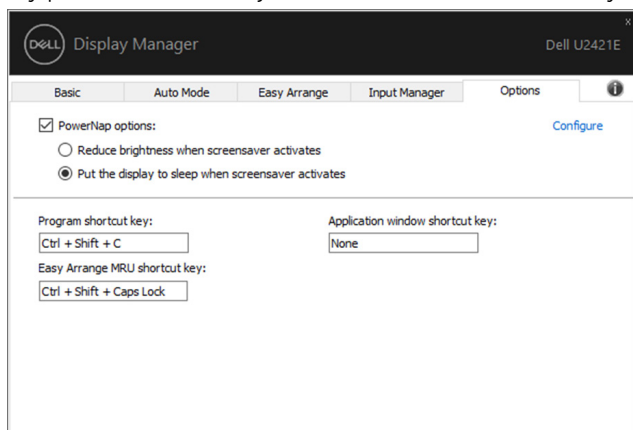 DELL Display Manager
x
Dell U2421E
Basic Auto Mode Easy Arrange Input Manager Options i
PowerNap options: Configure
Reduce brightness when screensaver activates
Put the display to sleep when screensaver activates
Program shortcut key: Application window shortcut key:
Ctrl + Shift + C None
Easy Arrange MRU shortcut key:
Ctrl + Shift + Caps Lock